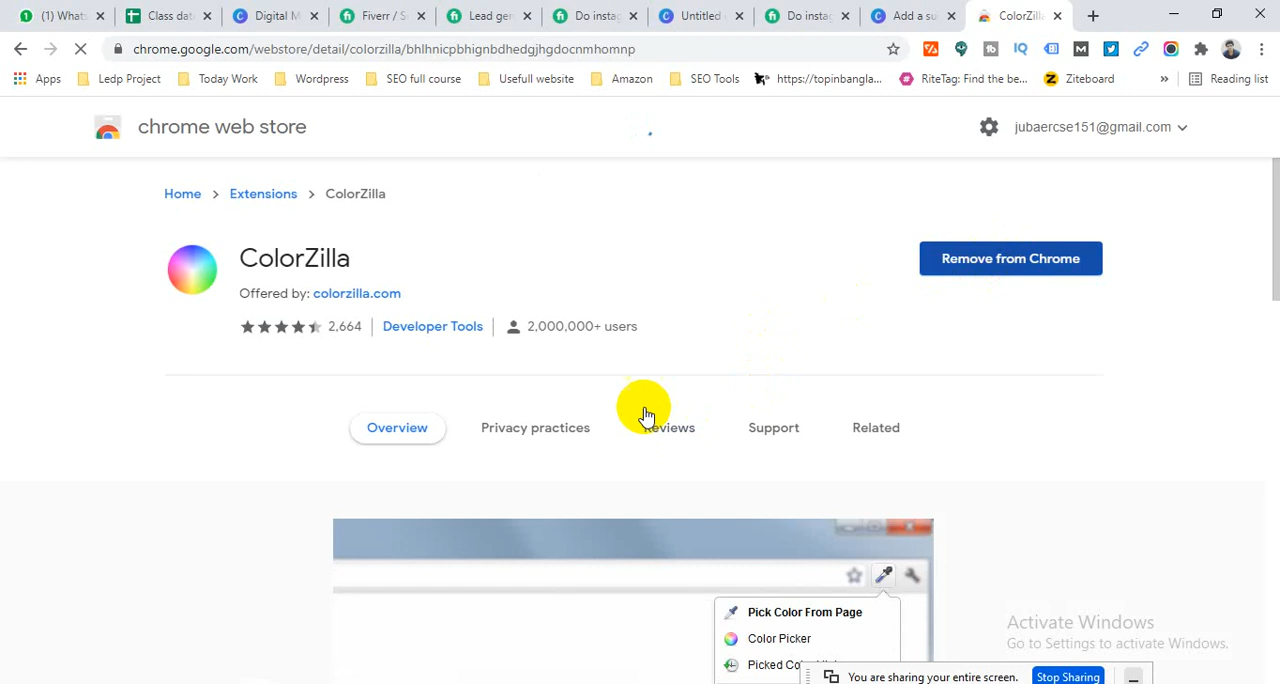 (1) Whats
Class dat
Digital M
Fiverr / S
Lead gen
Do instag
Untitled
Do instag
Add a su
ColorZill
chrome.google.com/webstore/detail/colorzilla/bhlhnicpbhignbdhedgjhgdocnmhomnp
Apps
Ledp Project
Today Work
Wordpress
SEO full course
Usefull website
Amazon
SEO Tools
https://topinbangla...
RiteTag: Find the be...
Ziteboard
»
Reading list
chrome web store
jubaercse151@gmail.com
Home > Extensions > ColorZilla
ColorZilla
Remove from Chrome
Offered by: colorzilla.com
2,664
Developer Tools
2,000,000+ users
Overview
Privacy practices
Reviews
Support
Related
Pick Color From Page
Color Picker
Picked Color
Activate Windows
Go to Settings to activate Windows.
You are sharing your entire screen.
Stop Sharing